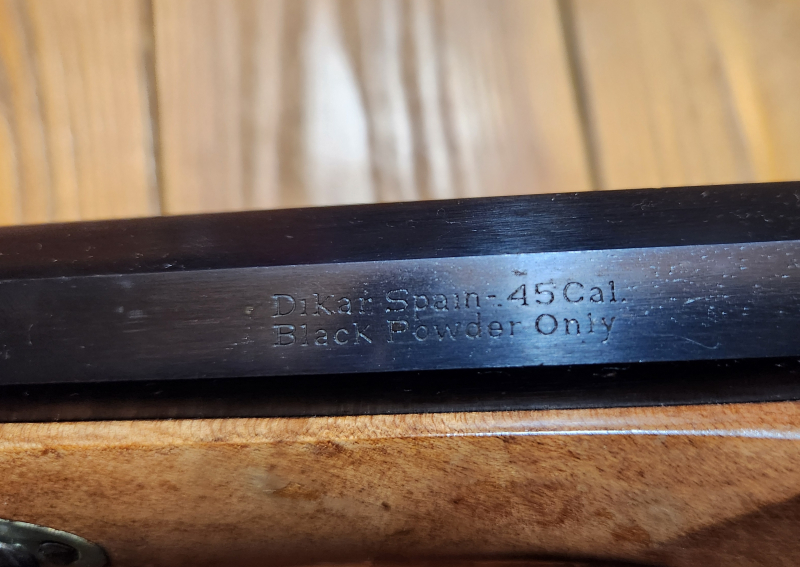 Dikar Spain-.45Cal.
Black Powder Only